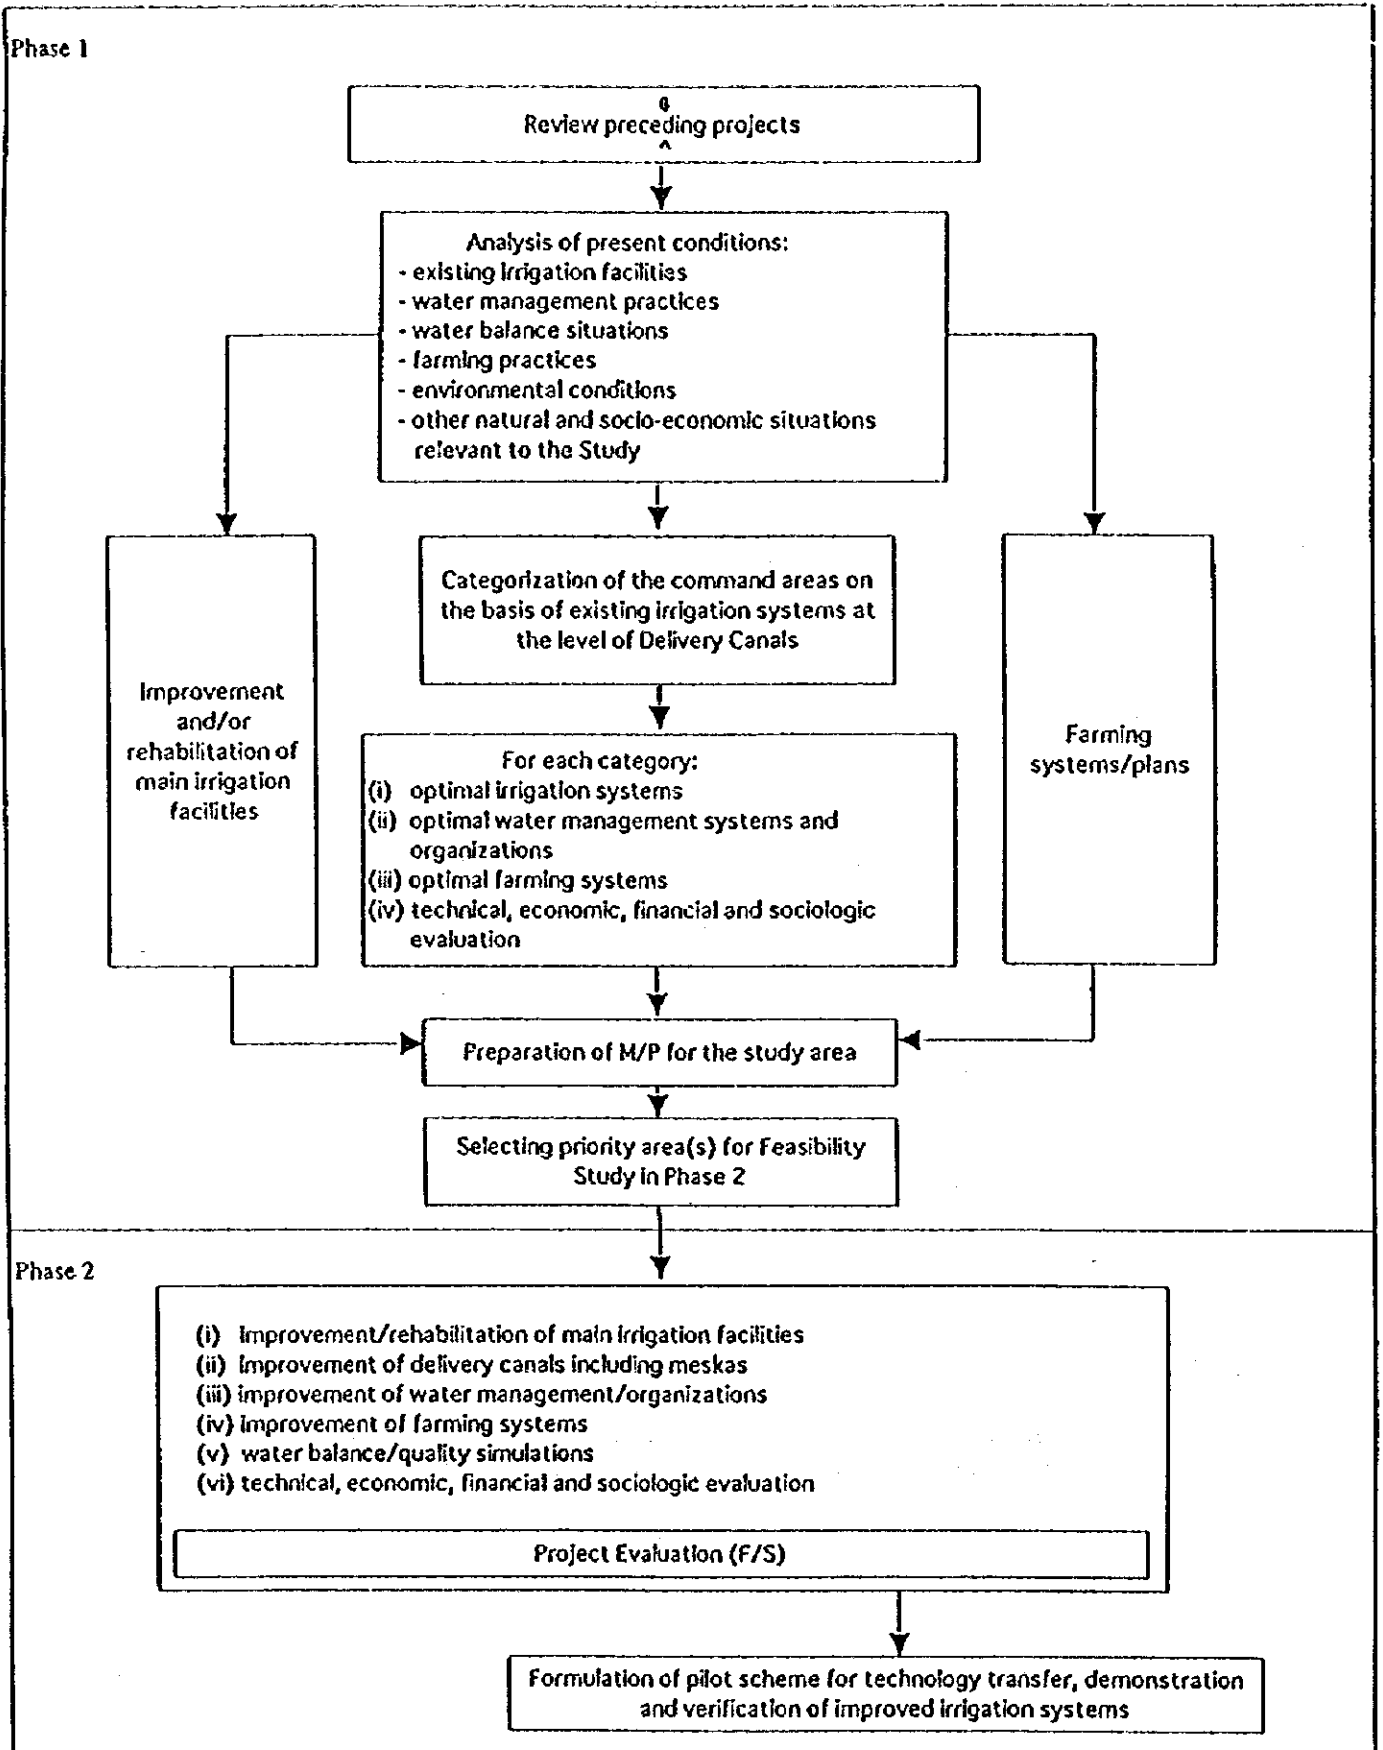 Phase 1
Review preceding projects
Analysis of present conditions:
- existing irrigation facilities
- water management practices
- water balance situations
- farming practices
- environmental conditions
- other natural and socio-economic situations
relevant to the Study
Improvement
and/or
rehabilitation of
main irrigation
facilities
Categorization of the command areas on
the basis of existing irrigation systems at
the level of Delivery Canals
For each category:
(i) optimal irrigation systems
(ii) optimal water management systems and
organizations
(iii) optimal farming systems
(iv) technical, economic, financial and sociologic
evaluation
Farming
systems/plans
Preparation of M/P for the study area
Selecting priority area(s) for Feasibility
Study in Phase 2
Phase 2
(i) Improvement/rehabilitation of main irrigation facilities
(ii) improvement of delivery canals including meskas
(iii) improvement of water management/organizations
(iv) improvement of farming systems
(v) water balance/quality simulations
(vi) technical, economic, financial and sociologic evaluation
Project Evaluation (F/S)
Formulation of pilot scheme for technology transfer, demonstration
and verification of improved irrigation systems